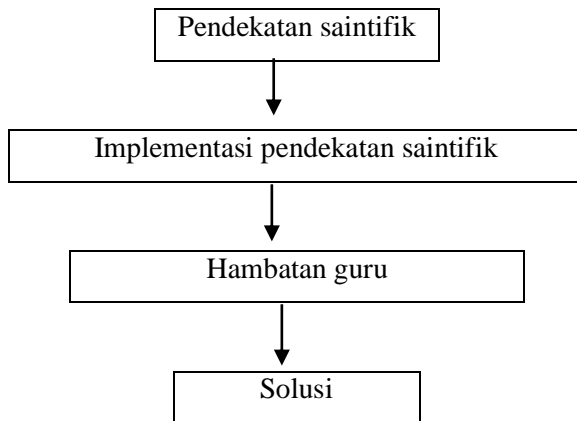 Pendekatan saintifik
Implementasi pendekatan saintifik
Hambatan guru
Solusi